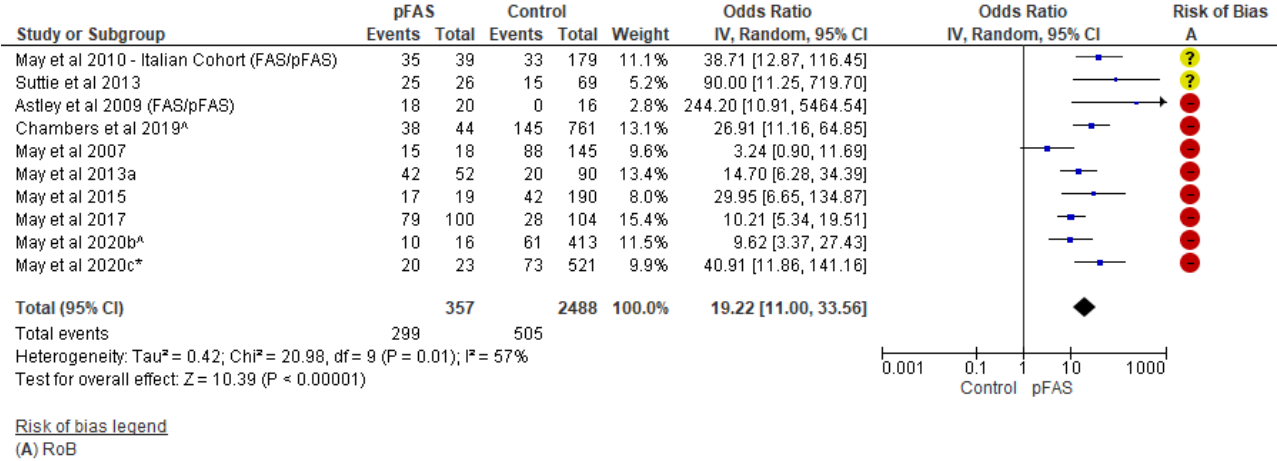 pFAS Control Odds Ratio Odds Ratio Risk of Bias
Study or Subgroup Events Total Events Total Weight IV, Random, 95% CI IV, Random, 95% CI A
May et al 2010 - Italian Cohort (FAS/pFAS) 35 39 33 179 11.1% 38.71 [12.87, 116.45] ?
Suttie et al 2013 25 26 15 69 5.2% 90.00 [11.25, 719.70] ?
Astley et al 2009 (FAS/pFAS) 18 20 0 16 2.8% 244.20 [10.91, 5464.54] -
Chambers et al 2019^ 38 44 145 761 13.1% 26.91 [11.16, 64.85] -
May et al 2007 15 18 88 145 9.6% 3.24 [0.90, 11.69] -
May et al 2013a 42 52 20 90 13.4% 14.70 [6.28, 34.39] -
May et al 2015 17 19 42 190 8.0% 29.95 [6.65, 134.87] -
May et al 2017 79 100 28 104 15.4% 10.21 [5.34, 19.51] -
May et al 2020b^ 10 16 61 413 11.5% 9.62 [3.37, 27.43] -
May et al 2020c* 20 23 73 521 9.9% 40.91 [11.86, 141.16] -
Total (95% CI) 357 2488 100.0% 19.22 [11.00, 33.56]
Total events 299 505
Heterogeneity: Tau² = 0.42; Chi² = 20.98, df = 9 (P = 0.01); I² = 57%
Test for overall effect: Z = 10.39 (P < 0.00001)
0.001 0.1 1 10 1000
Control pFAS
Risk of bias legend
(A) RoB